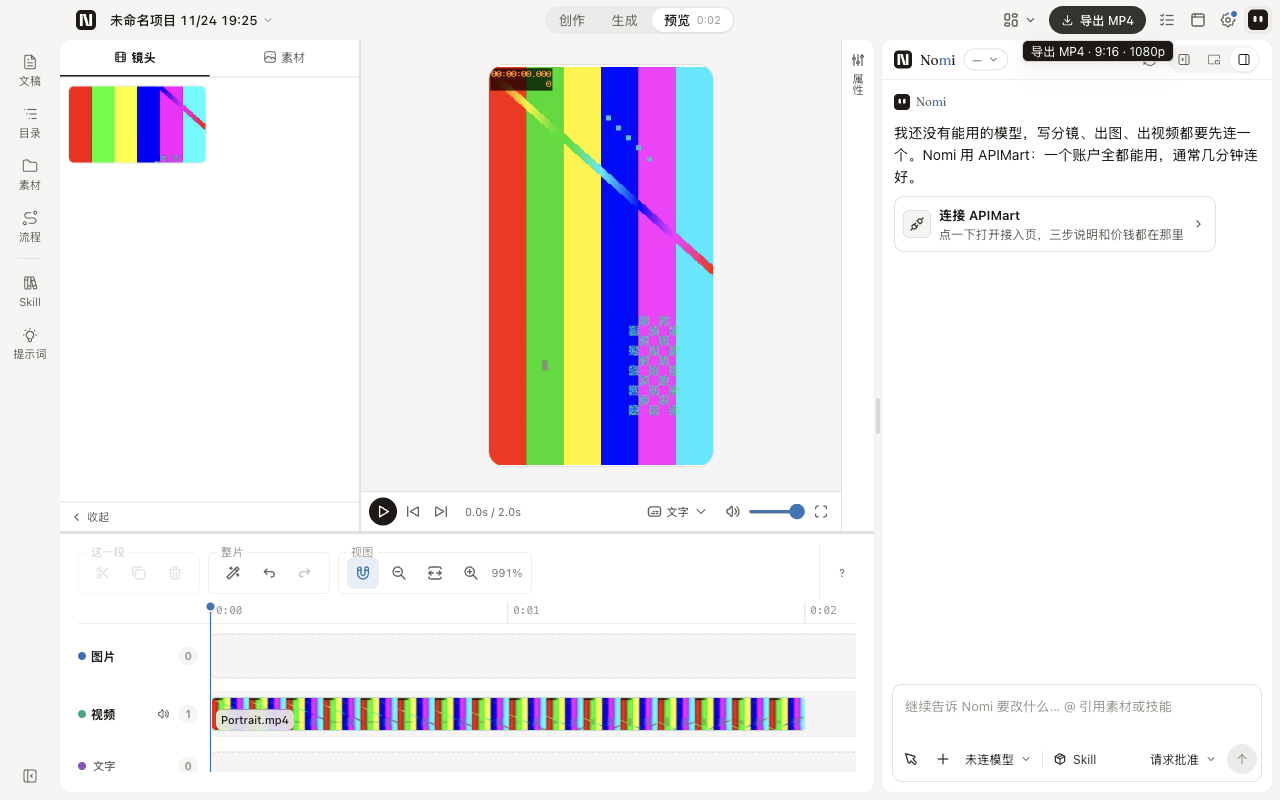 未命名项目 11/24 19:25
创作
生成
预览 0:02
导出 MP4
导出 MP4 · 9:16 · 1080p
文稿
目录
素材
流程
Skill
提示词
镜头
素材
收起
00:00:00.000
0
属性
0.0s / 2.0s
文字
Nomi
—
Nomi
我还没有能用的模型，写分镜、出图、出视频都要先连一
个。Nomi 用 APIMart：一个账户全都能用，通常几分钟连
好。
连接 APIMart
点一下打开接入页，三步说明和价钱都在那里
这一段
整片
视图
991%
?
0:00
0:01
0:02
图片
0
视频
1
Portrait.mp4
文字
0
继续告诉 Nomi 要改什么... @ 引用素材或技能
未连模型
Skill
请求批准